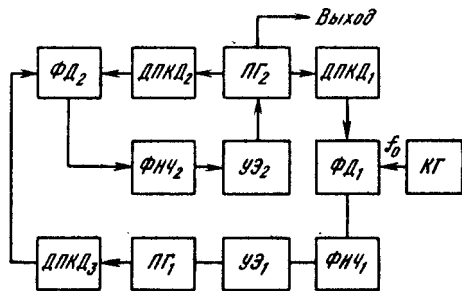 Выход
ФД₂
ДПКД₂
ПГ₂
ДПКД₁
ФНЧ₂
УЭ₂
ФД₁
f₀
КГ
ДПКД₃
ПГ₁
УЭ₁
ФНЧ₁